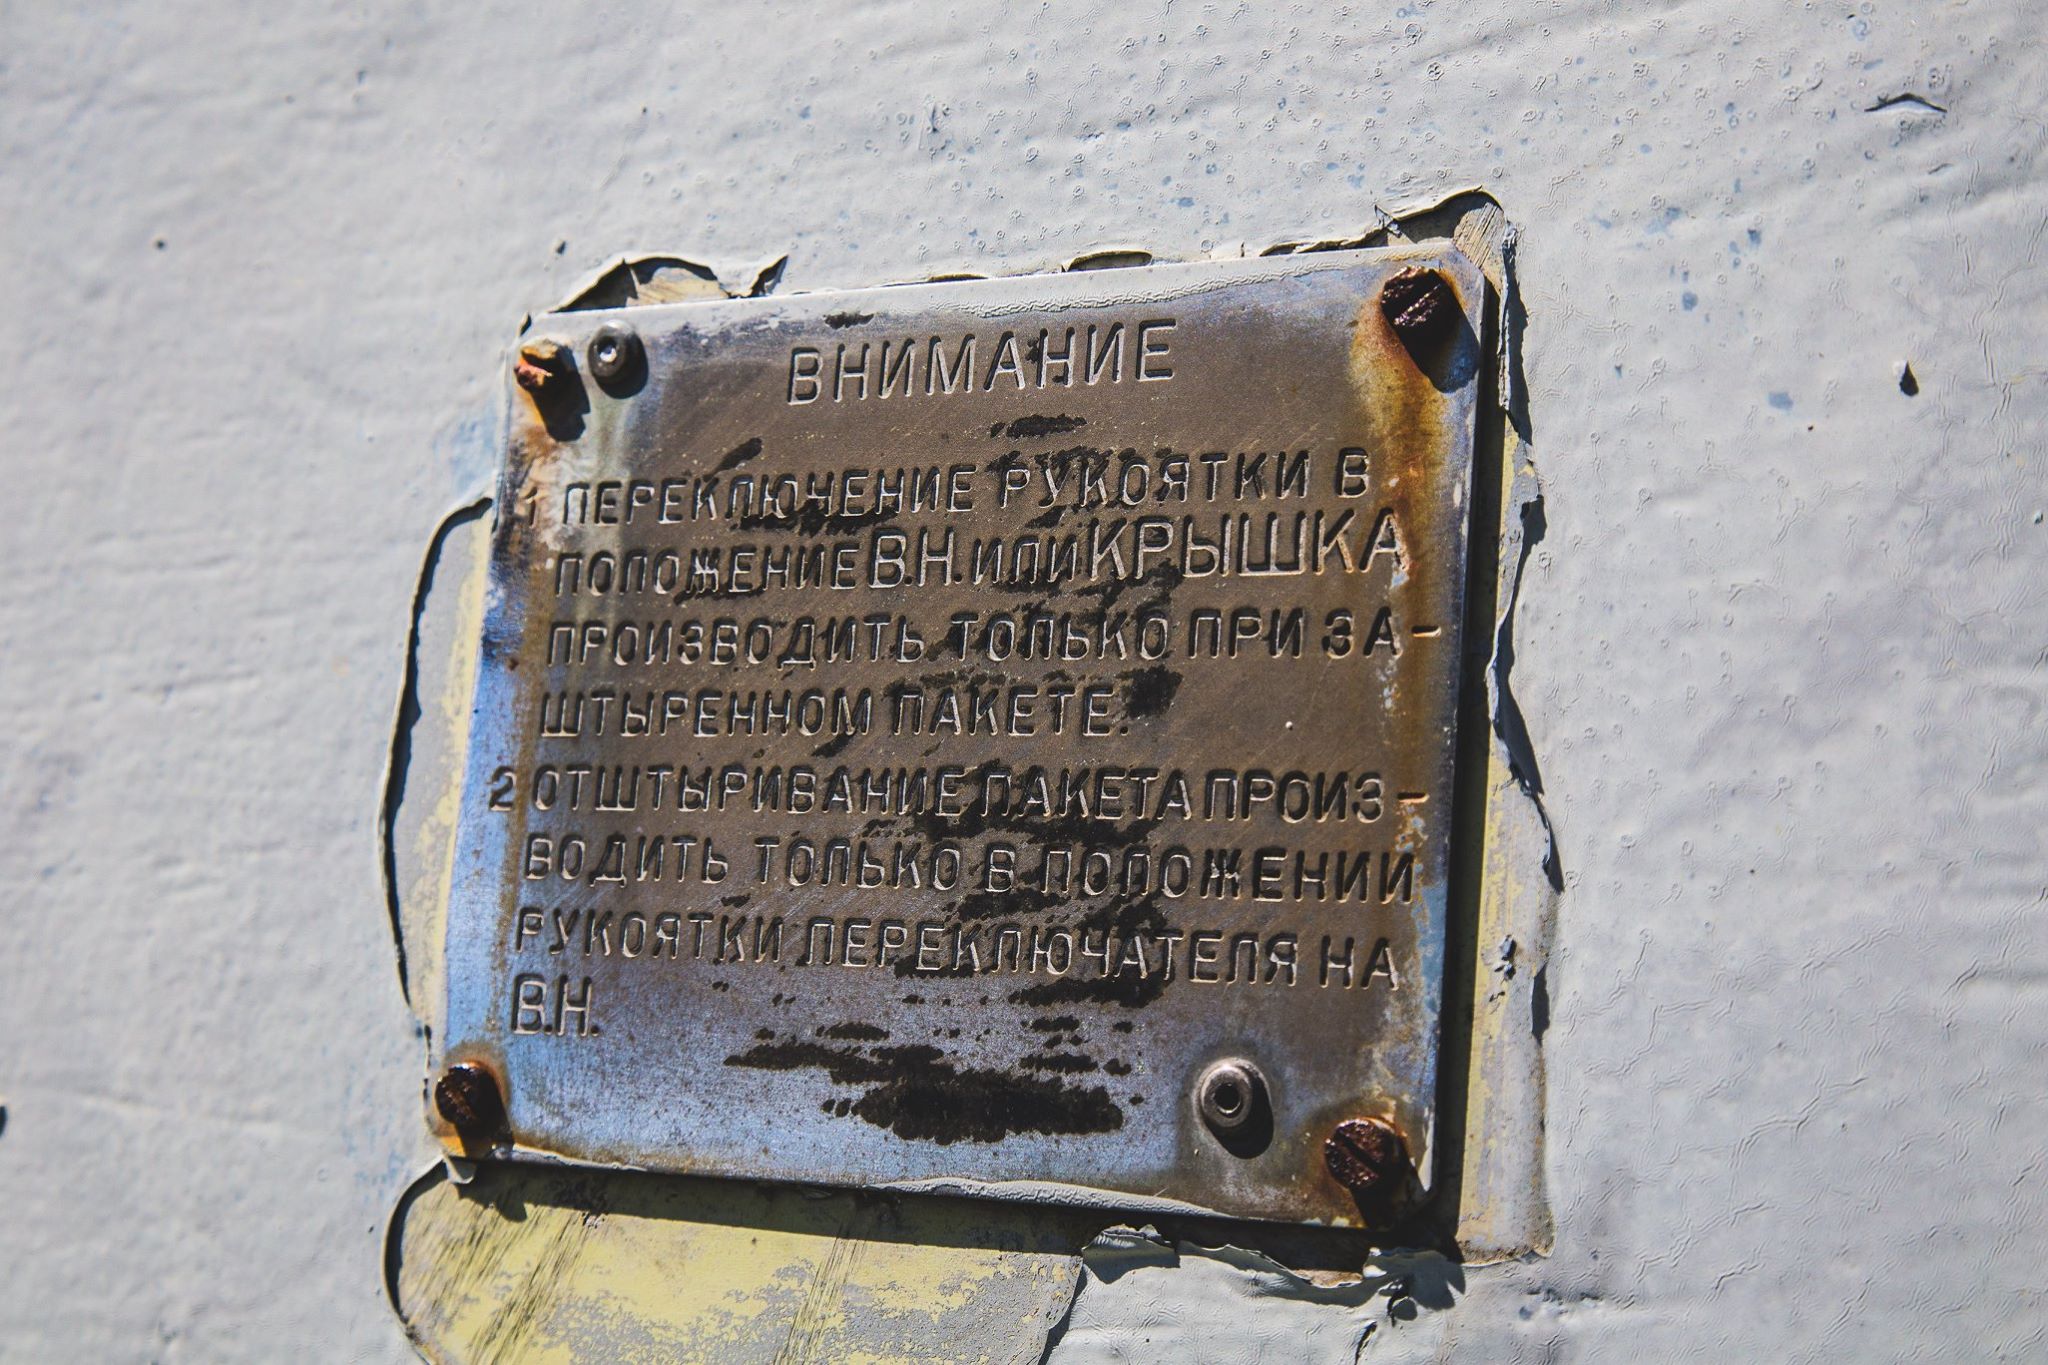 ВНИМАНИЕ
1 ПЕРЕКЛЮЧЕНИЕ РУКОЯТКИ В
ПОЛОЖЕНИЕ В.Н. ИЛИ КРЫШКА
ПРОИЗВОДИТЬ ТОЛЬКО ПРИ ЗА-
ШТЫРЕННОМ ПАКЕТЕ.
2 ОТШТЫРИВАНИЕ ПАКЕТА ПРОИЗ-
ВОДИТЬ ТОЛЬКО В ПОЛОЖЕНИИ
РУКОЯТКИ ПЕРЕКЛЮЧАТЕЛЯ НА
В.Н.